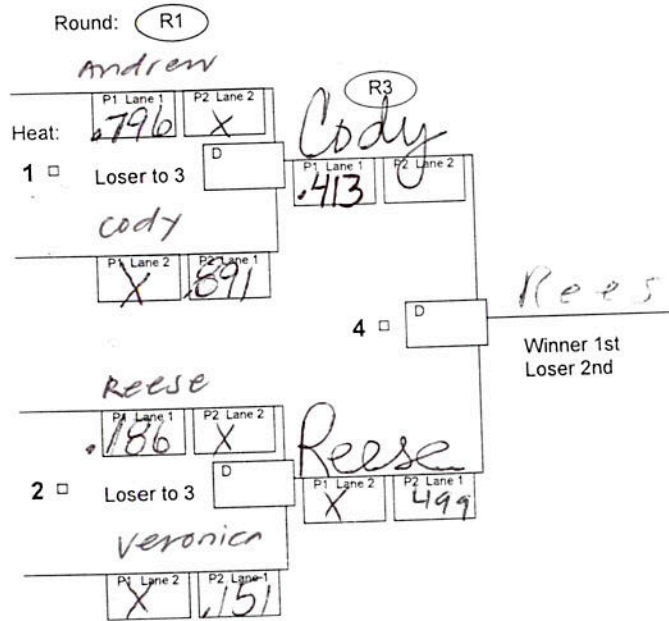 Round: R1
Andrew
P1 Lane 1 P2 Lane 2
.796 X
R3
Cody
Heat:
1 Loser to 3 D
P1 Lane 1 P2 Lane 2
.413
cody
P1 Lane 2 P2 Lane 1
X .891
4 D
Rees
Winner 1st
Loser 2nd
Reese
P1 Lane 1 P2 Lane 2
.186 X
Reese
2 Loser to 3 D
P1 Lane 2 P2 Lane 1
X 499
Veronica
P1 Lane 2 P2 Lane 1
X .151